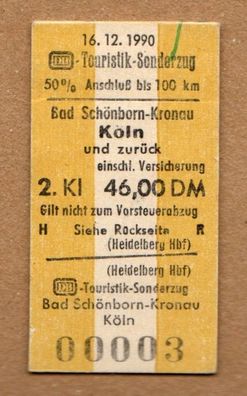 16.12.1990
DB-Touristik-Sonderzug
50% Anschluß bis 100 km
Bad Schönborn-Kronau
Köln
und zurück
einschl. Versicherung
2. Kl 46,00 DM
Gilt nicht zum Vorsteuerabzug
H Siehe Rückseite R
(Heidelberg Hbf)
(Heidelberg Hbf)
DB-Touristik-Sonderzug
Bad Schönborn-Kronau
Köln
00003